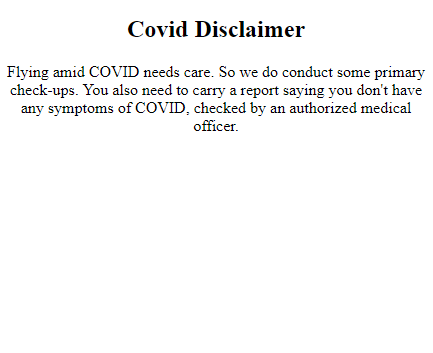 Covid Disclaimer
Flying amid COVID needs care. So we do conduct some primary
check-ups. You also need to carry a report saying you don't have
any symptoms of COVID, checked by an authorized medical
officer.